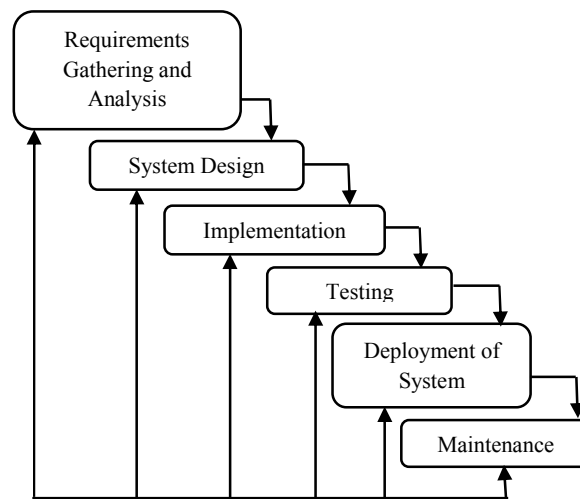 Requirements
Gathering and
Analysis
System Design
Implementation
Testing
Deployment of
System
Maintenance